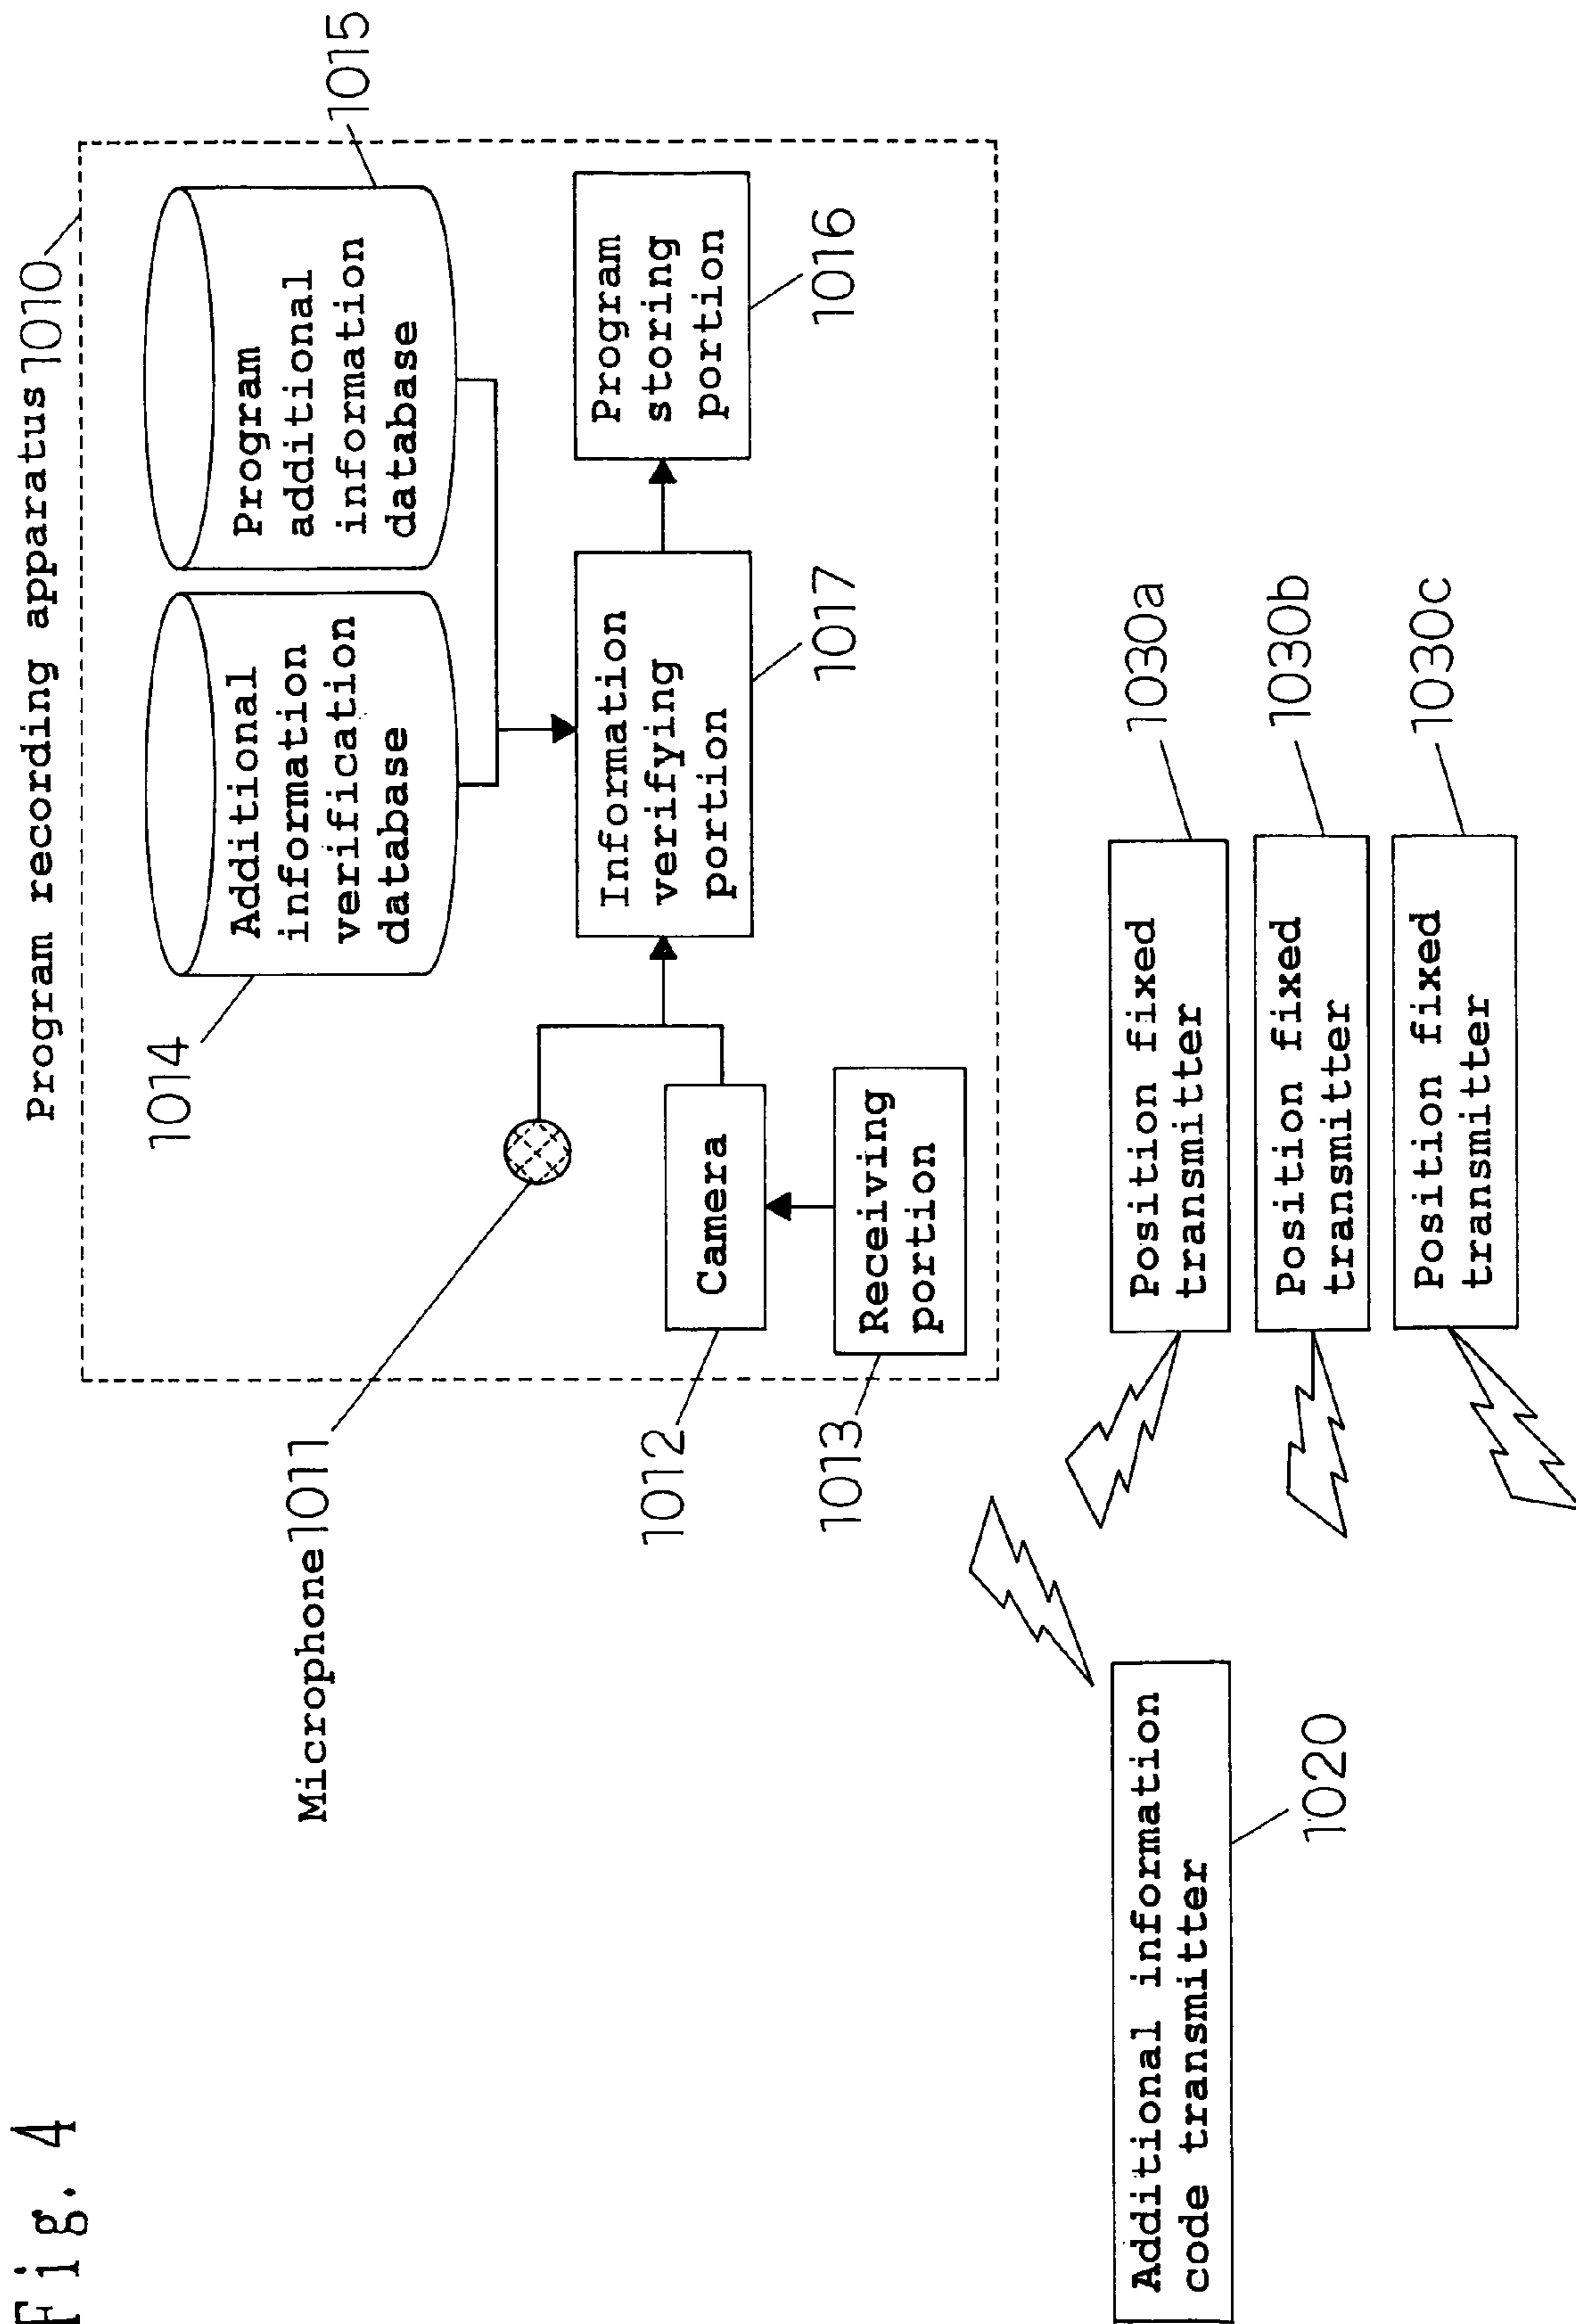 Fig. 4
Program recording apparatus 1010
1014
Additional
information
verification
database
Program
additional
information
database
1015
Microphone 1011
Information
verifying
portion
1017
Program
storing
portion
1016
1012
Camera
1013
Receiving
portion
Additional information
code transmitter
1020
Position fixed
transmitter
1030a
Position fixed
transmitter
1030b
Position fixed
transmitter
1030c